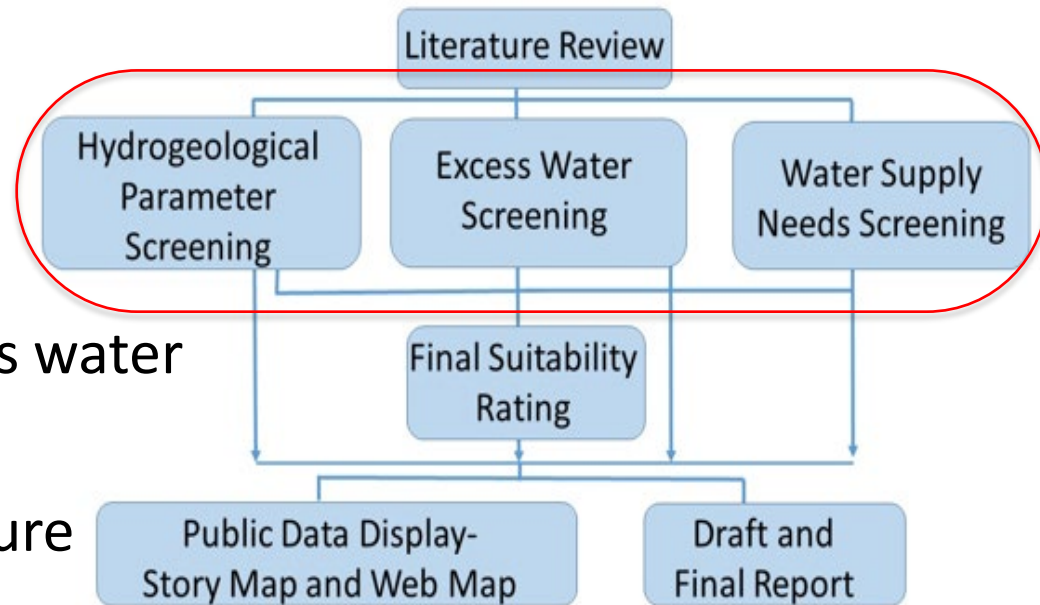 Literature Review
Hydrogeological
Parameter
Screening
Excess Water
Screening
Water Supply
Needs Screening
s water
Final Suitability
Rating
ure
Public Data Display-
Story Map and Web Map
Draft and
Final Report